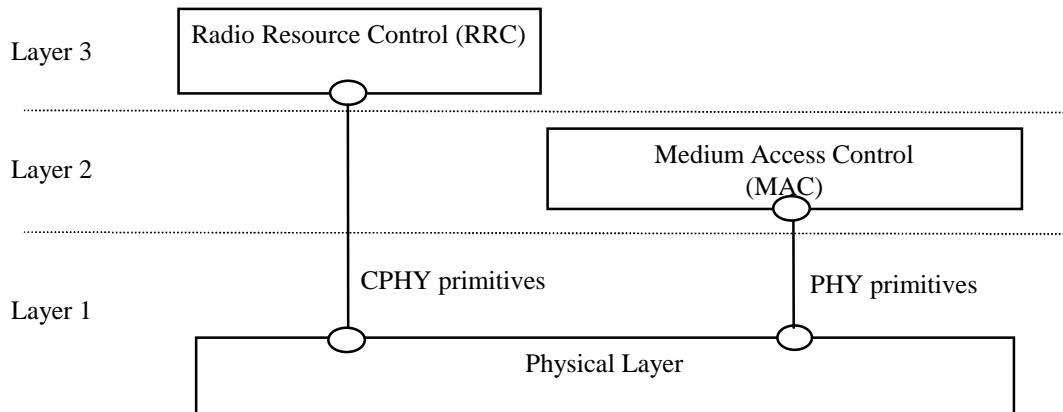 Radio Resource Control (RRC)
Layer 3
Medium Access Control
(MAC)
Layer 2
CPHY primitives
PHY primitives
Layer 1
Physical Layer